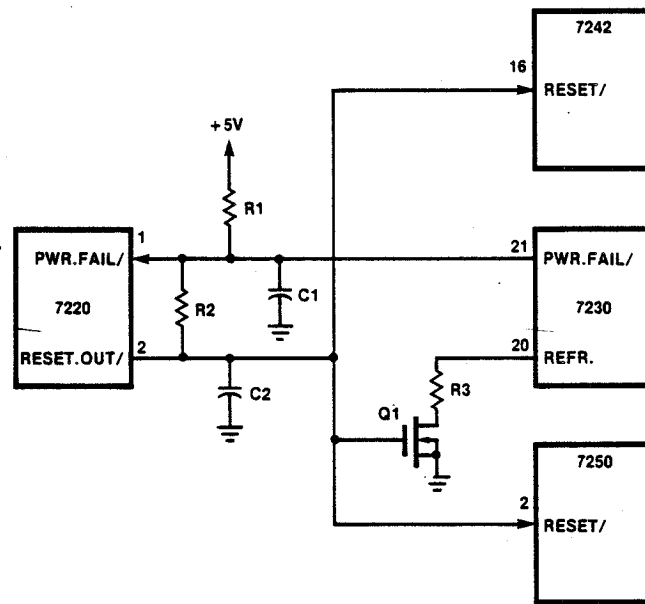 7242
16
RESET/
+5V
R1
1
PWR.FAIL/
21
PWR.FAIL/
C1
7220
R2
7230
2
RESET.OUT/
20
REFR.
C2
R3
Q1
7250
2
RESET/